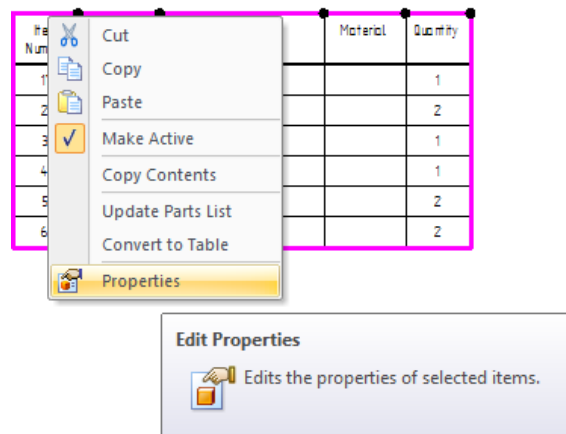 Material Quantity
Cut
Copy
1
Paste
2
Make Active
1
Copy Contents
1
Update Parts List
2
Convert to Table
2
Properties
Edit Properties
Edits the properties of selected items.